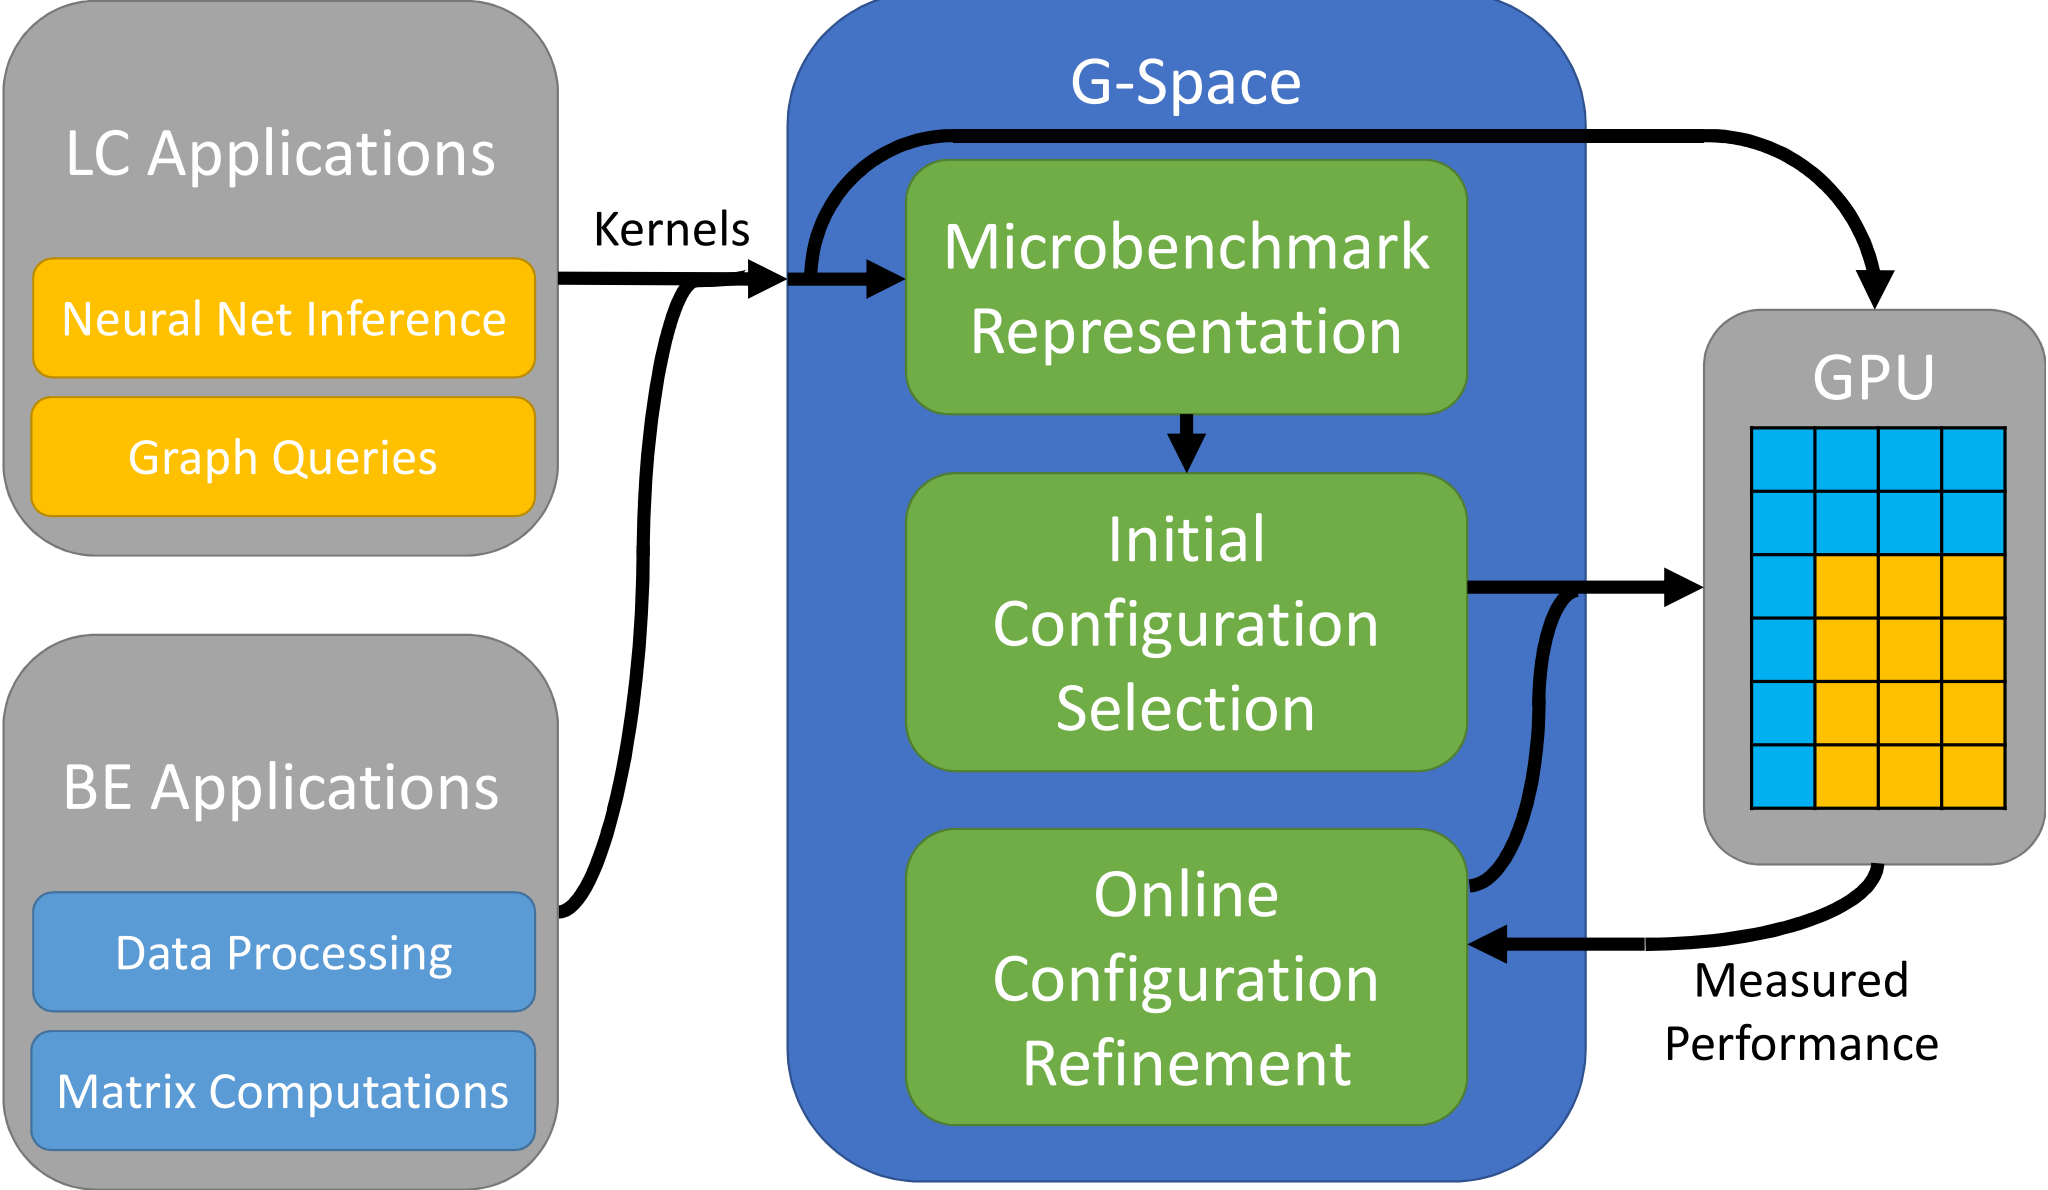 LC Applications
Neural Net Inference
Graph Queries
BE Applications
Data Processing
Matrix Computations
Kernels
G-Space
Microbenchmark
Representation
Initial
Configuration
Selection
Online
Configuration
Refinement
GPU
Measured
Performance